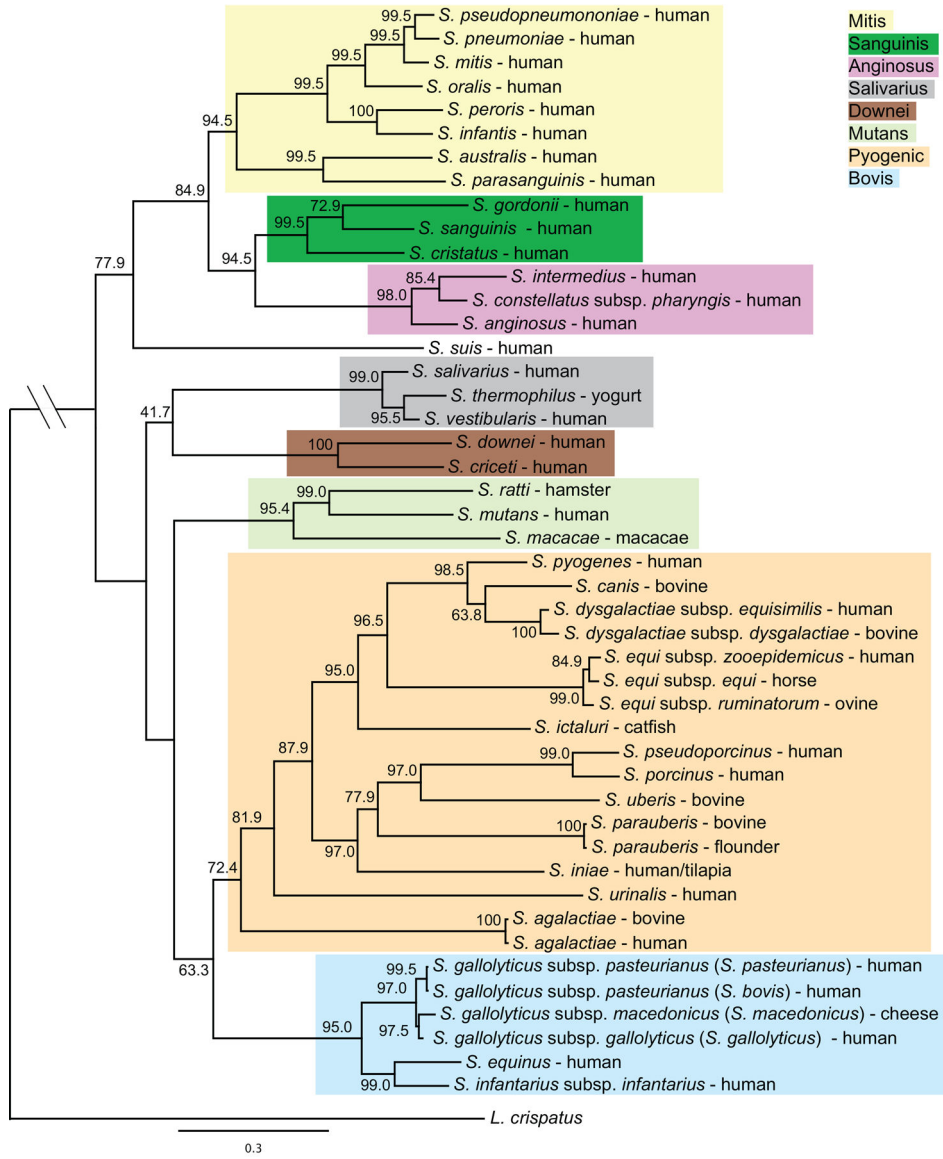 99.5
S. pseudopneumononiae - human
99.5
S. pneumoniae - human
99.5
S. mitis - human
99.5
S. oralis - human
S. peroris - human
100
S. infantis - human
94.5
99.5
S. australis - human
S. parasanguinis - human
84.9
72.9
S. gordonii - human
99.5
S. sanguinis - human
S. cristatus - human
94.5
77.9
85.4
S. intermedius - human
98.0
S. constellatus subsp. pharyngis - human
S. anginosus - human
S. suis - human
99.0
S. salivarius - human
S. thermophilus - yogurt
95.5
S. vestibularis - human
41.7
100
S. downei - human
S. criceti - human
99.0
S. ratti - hamster
95.4
S. mutans - human
S. macacae - macacae
98.5
S. pyogenes - human
S. canis - bovine
63.8
S. dysgalactiae subsp. equisimilis - human
100
S. dysgalactiae subsp. dysgalactiae - bovine
96.5
84.9
S. equi subsp. zooepidemicus - human
S. equi subsp. equi - horse
99.0
S. equi subsp. ruminatorum - ovine
95.0
S. ictaluri - catfish
87.9
99.0
S. pseudoporcinus - human
S. porcinus - human
97.0
S. uberis - bovine
77.9
100
S. parauberis - bovine
S. parauberis - flounder
97.0
S. iniae - human/tilapia
81.9
S. urinalis - human
72.4
100
S. agalactiae - bovine
S. agalactiae - human
63.3
99.5
S. gallolyticus subsp. pasteurianus (S. pasteurianus) - human
97.0
S. gallolyticus subsp. pasteurianus (S. bovis) - human
S. gallolyticus subsp. macedonicus (S. macedonicus) - cheese
97.5
S. gallolyticus subsp. gallolyticus (S. gallolyticus) - human
95.0
S. equinus - human
99.0
S. infantarius subsp. infantarius - human
L. crispatus
0.3
Mitis
Sanguinis
Anginosus
Salivarius
Downei
Mutans
Pyogenic
Bovis